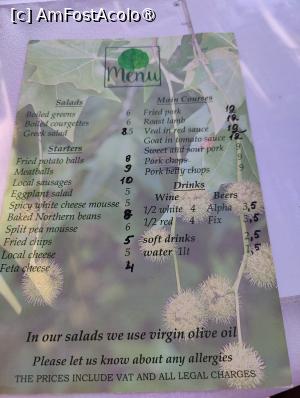 (c) AmFostAcolo®
Menu
Salads
Boiled greens 6
Boiled courgettes 6
Greek salad 8.5
Starters
Fried potato balls 8
Meatballs 9
Local sausages 10
Eggplant salad 5
Spicy white cheese mousse 5
Baked Northern beans 8
Split pea mousse 6
Fried chips 5
Local cheese 5
Feta cheese 4
Main Courses
Fried pork 12
Roast lamb 12.
Veal in red sauce 12.
Goat in tomato sauce 12
Sweet and sour pork 9
Pork chops 9
Pork belly chops 9
Drinks
Wine Beers
1/2 white 4 Alpha 3,5
1/2 red 4 Fix 3,5
soft drinks 2,5
water 1lt 1,5
In our salads we use virgin olive oil
Please let us know about any allergies
THE PRICES INCLUDE VAT AND ALL LEGAL CHARGES